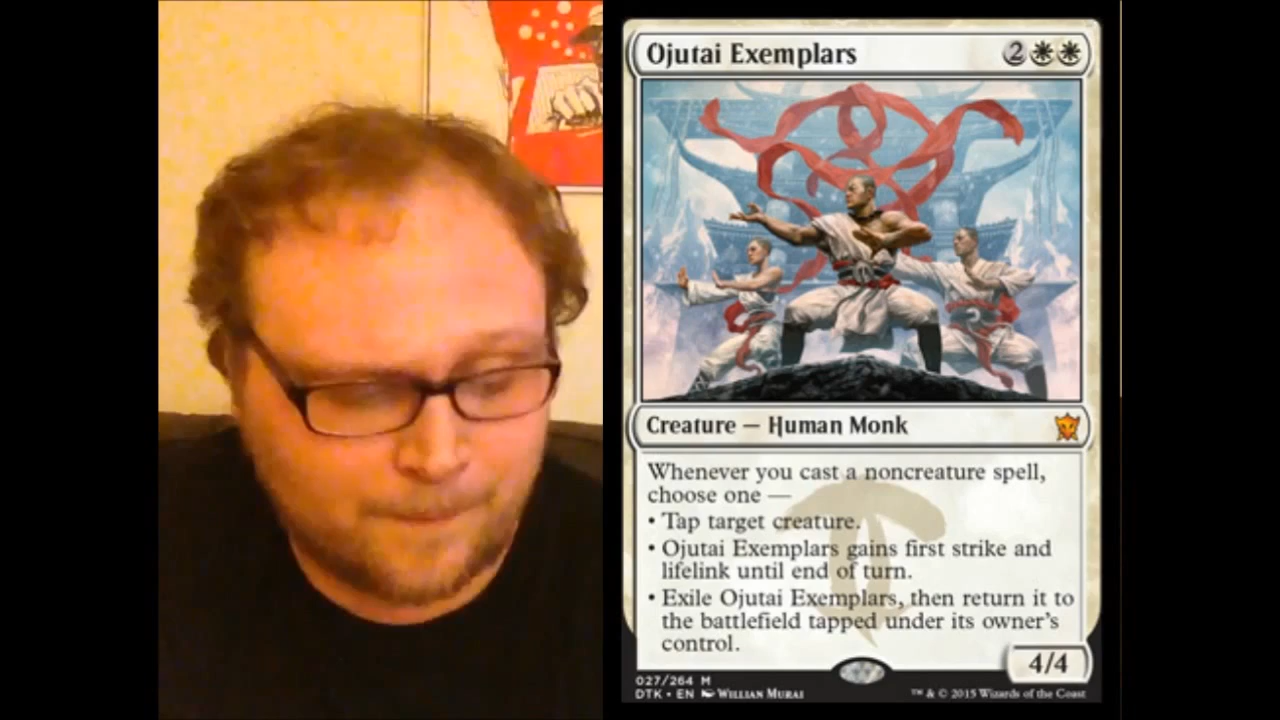 Ojutai Exemplars 2
Creature — Human Monk
Whenever you cast a noncreature spell,
choose one —
• Tap target creature.
• Ojutai Exemplars gains first strike and
lifelink until end of turn.
• Exile Ojutai Exemplars, then return it to
the battlefield tapped under its owner's
control.
4/4
027/264 M
DTK • EN Willian Murai ™ & © 2015 Wizards of the Coast